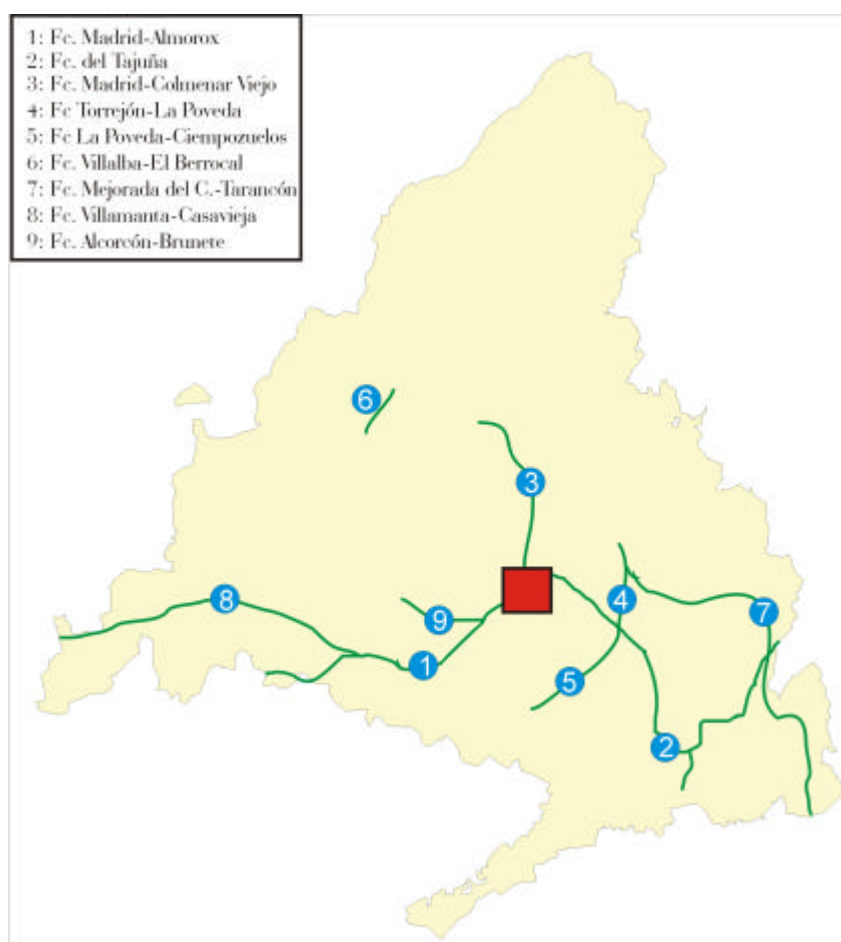 1: Fc. Madrid-Almorox
2: Fc. del Tajuña
3: Fc. Madrid-Colmenar Viejo
4: Fc Torrejón-La Poveda
5: Fc La Poveda-Ciempozuelos
6: Fc. Villalba-El Berrocal
7: Fc. Mejorada del C.-Tarancón
8: Fc. Villamanta-Casavieja
9: Fc. Alcorcón-Brunete
6
3
8
4
9
7
1
5
2